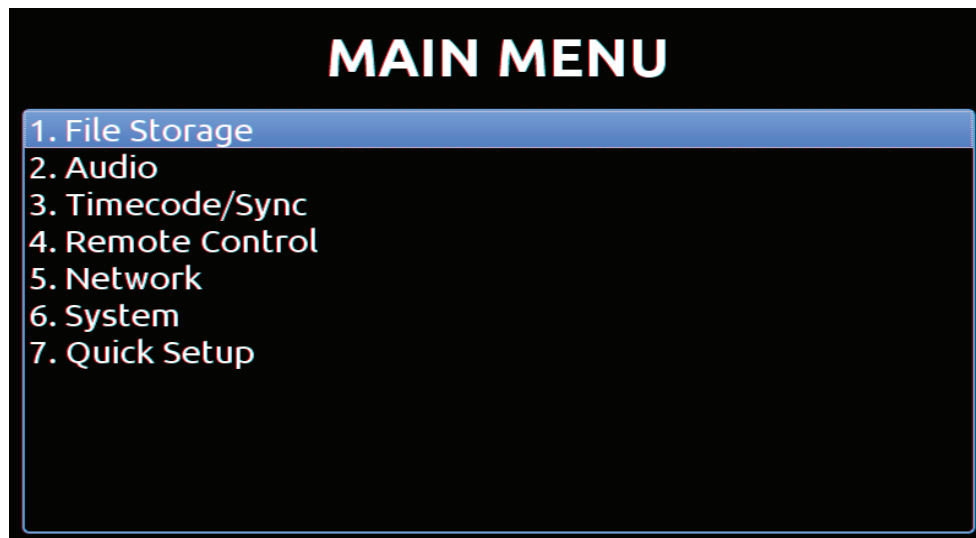 MAIN MENU
1. File Storage
2. Audio
3. Timecode/Sync
4. Remote Control
5. Network
6. System
7. Quick Setup